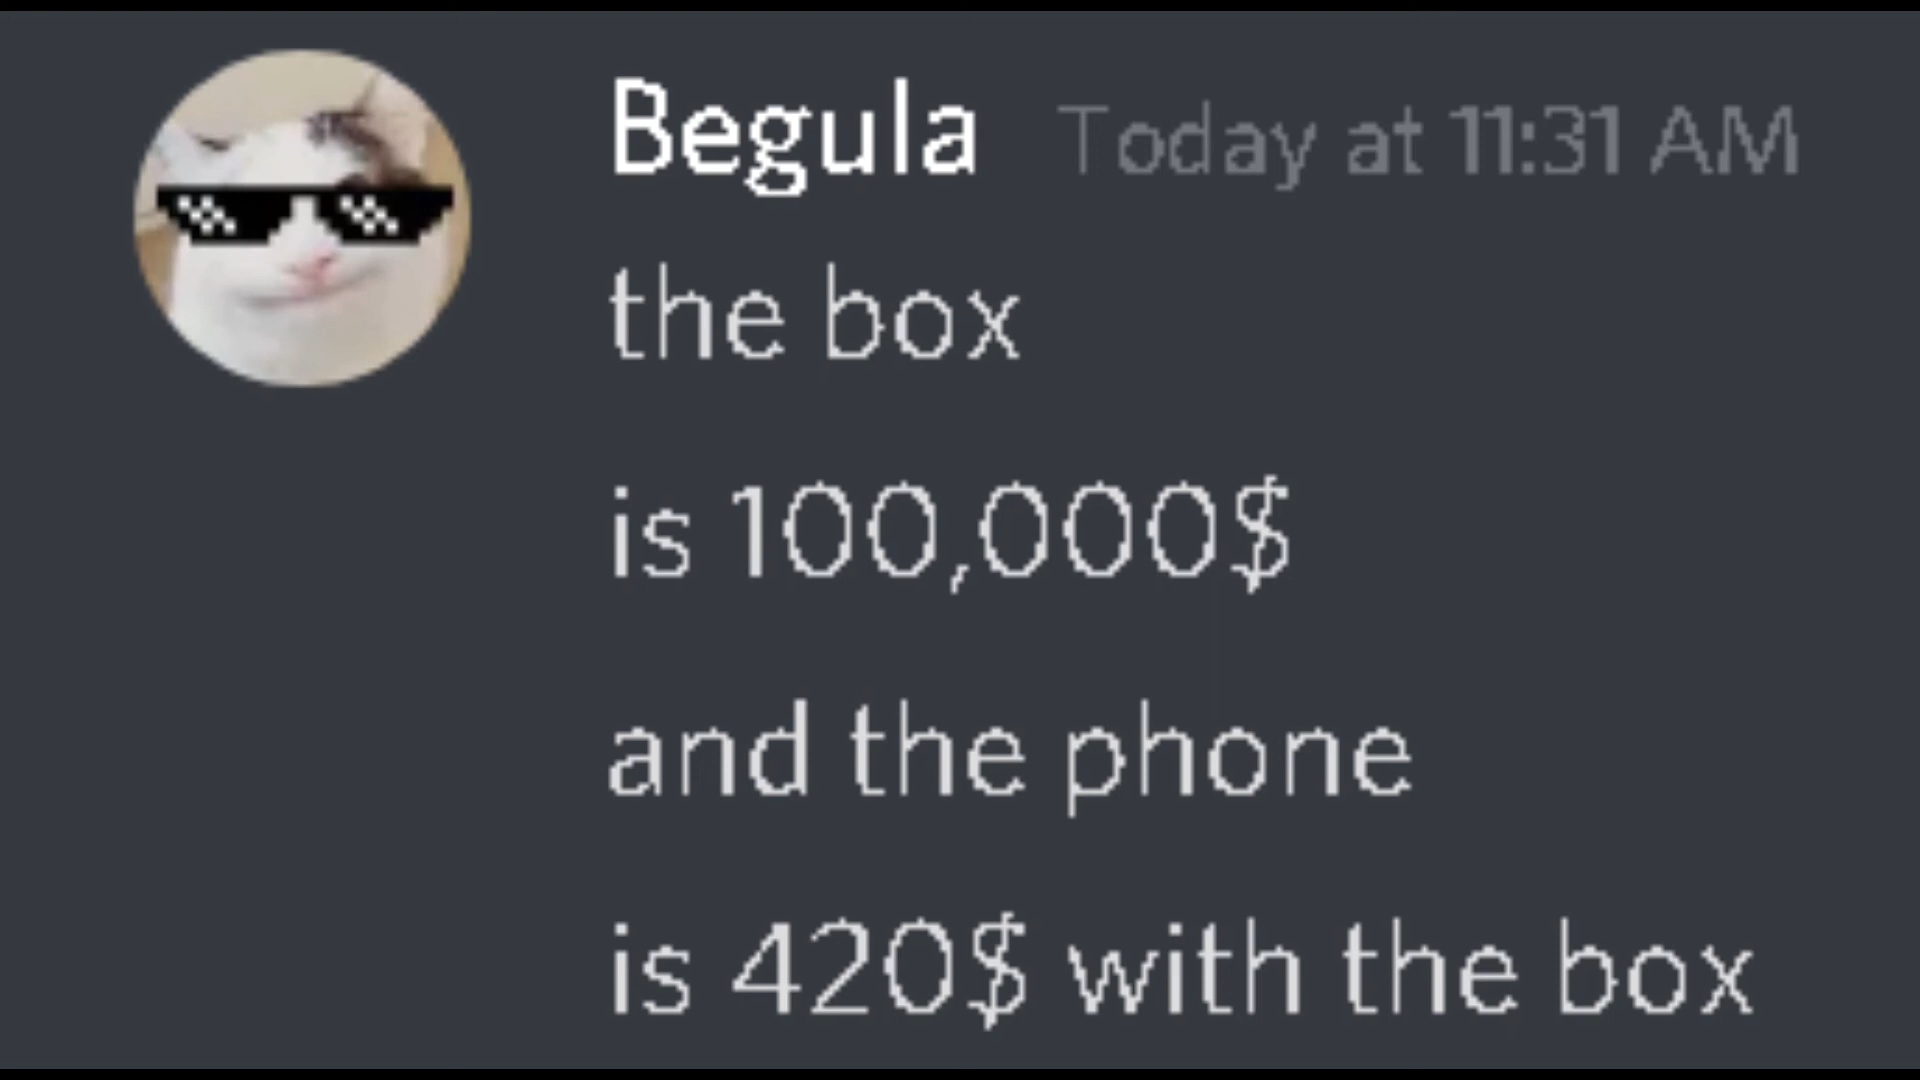 Begula Today at 11:31 AM
the box
is 100,000$
and the phone
is 420$ with the box